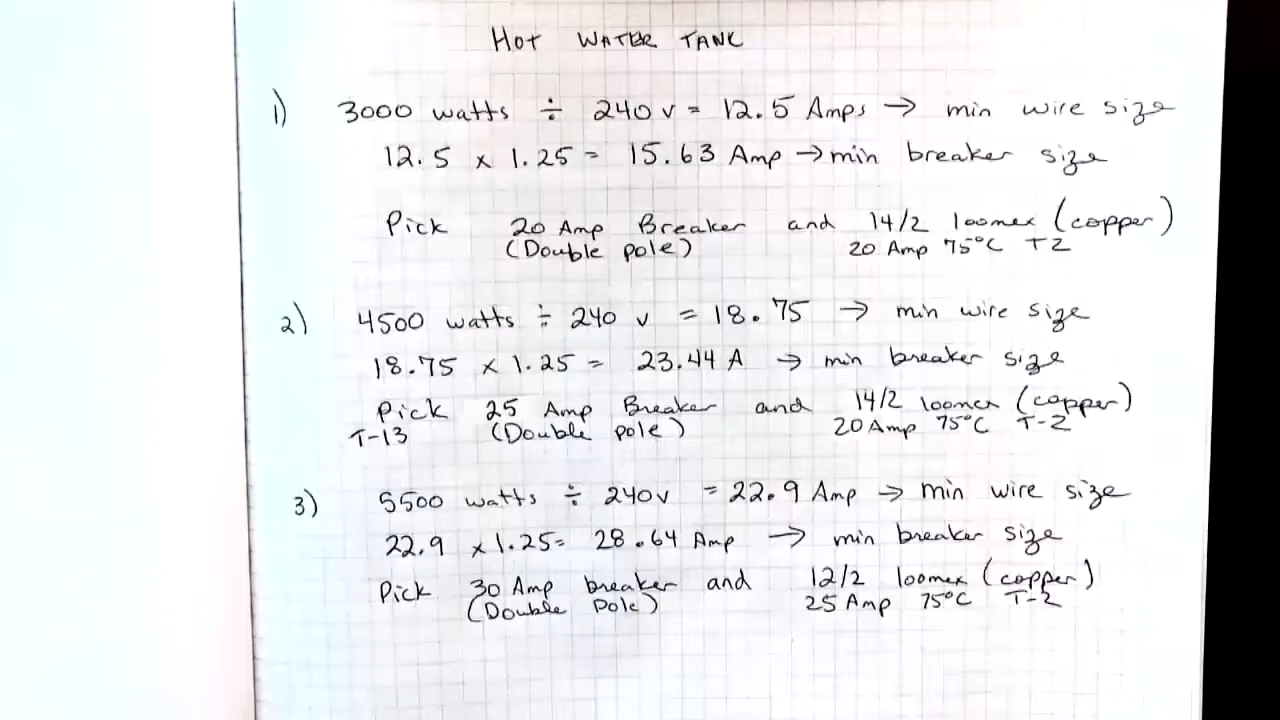 HOT WATER TANK
1) 3000 watts ÷ 240 v = 12.5 Amps → min wire size
12.5 x 1.25 = 15.63 Amp → min breaker size
Pick 20 Amp Breaker and 14/2 loomex (copper)
(Double pole) 20 Amp 75°C T2
2) 4500 watts ÷ 240 v = 18.75 → min wire size
18.75 x 1.25 = 23.44 A → min breaker size
Pick 25 Amp Breaker and 14/2 loomex (copper)
T-13 (Double pole) 20 Amp 75°C T-2
3) 5500 watts ÷ 240v = 22.9 Amp → min wire size
22.9 x 1.25= 28.64 Amp → min breaker size
Pick 30 Amp breaker and 12/2 loomex (copper)
(Double Pole) 25 Amp 75°C T-2